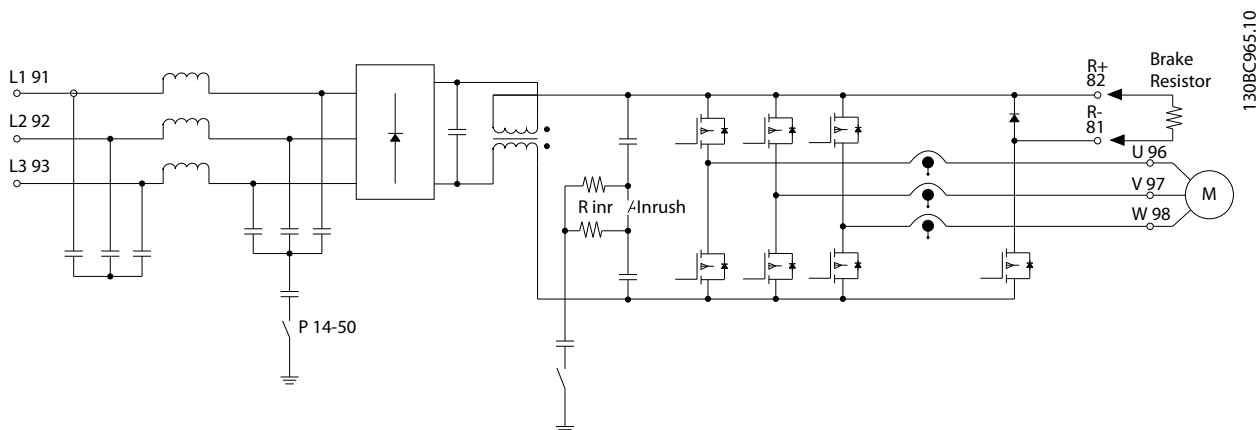 130BC965.10
L1 91
L2 92
L3 93
P 14-50
R inr
Inrush
R+
82
Brake
Resistor
R-
81
U 96
V 97
W 98
M